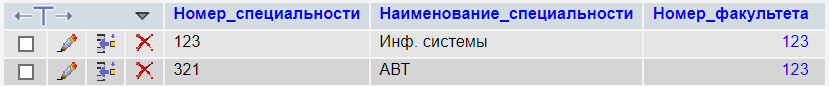 Номер_специальности Наименование_специальности Номер_факультета
123 Инф. системы 123
321 АВТ 123